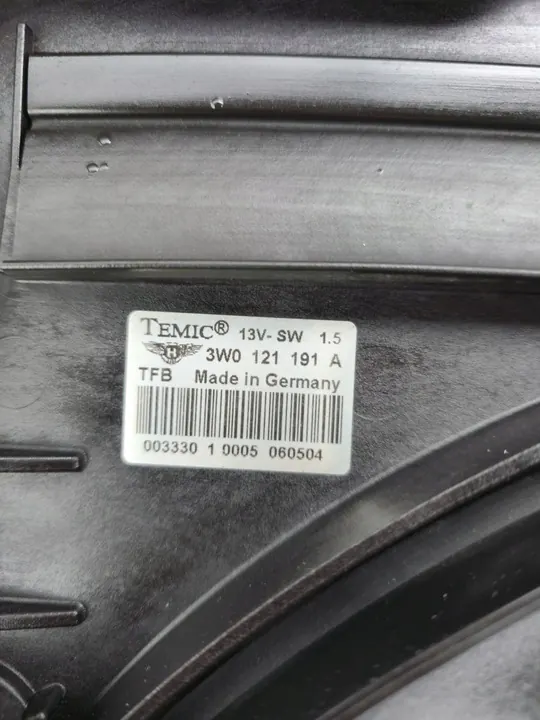 TEMIC® 13V- SW 1.5
3W0 121 191 A
TFB Made in Germany
003330 1 0005 060504